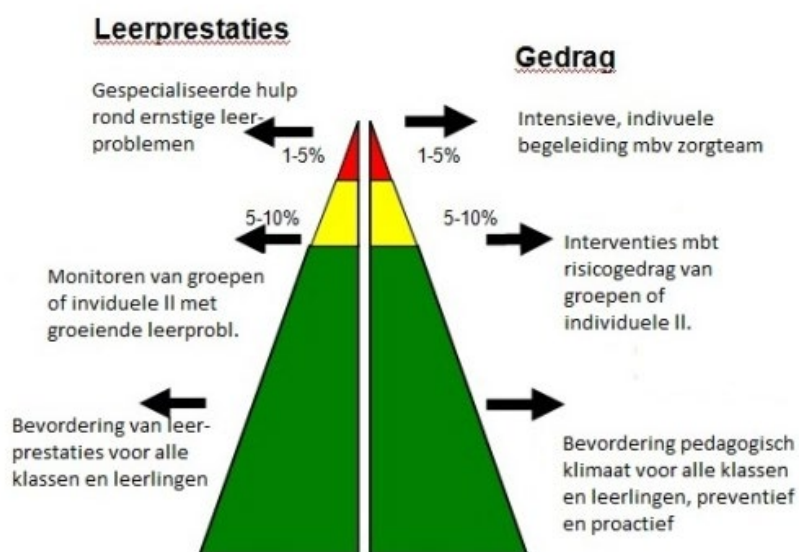 Leerprestaties
Gespecialiseerde hulp
rond ernstige leer-
problemen
1-5%
5-10%
Monitoren van groepen
of inviduele ll met
groeiende leerprobl.
Bevordering van leer-
prestaties voor alle
klassen en leerlingen
Gedrag
Intensieve, indivuele
begeleiding mbv zorgteam
1-5%
5-10%
Interventies mbt
risicogedrag van
groepen of
individuele ll.
Bevordering pedagogisch
klimaat voor alle klassen
en leerlingen, preventief
en proactief